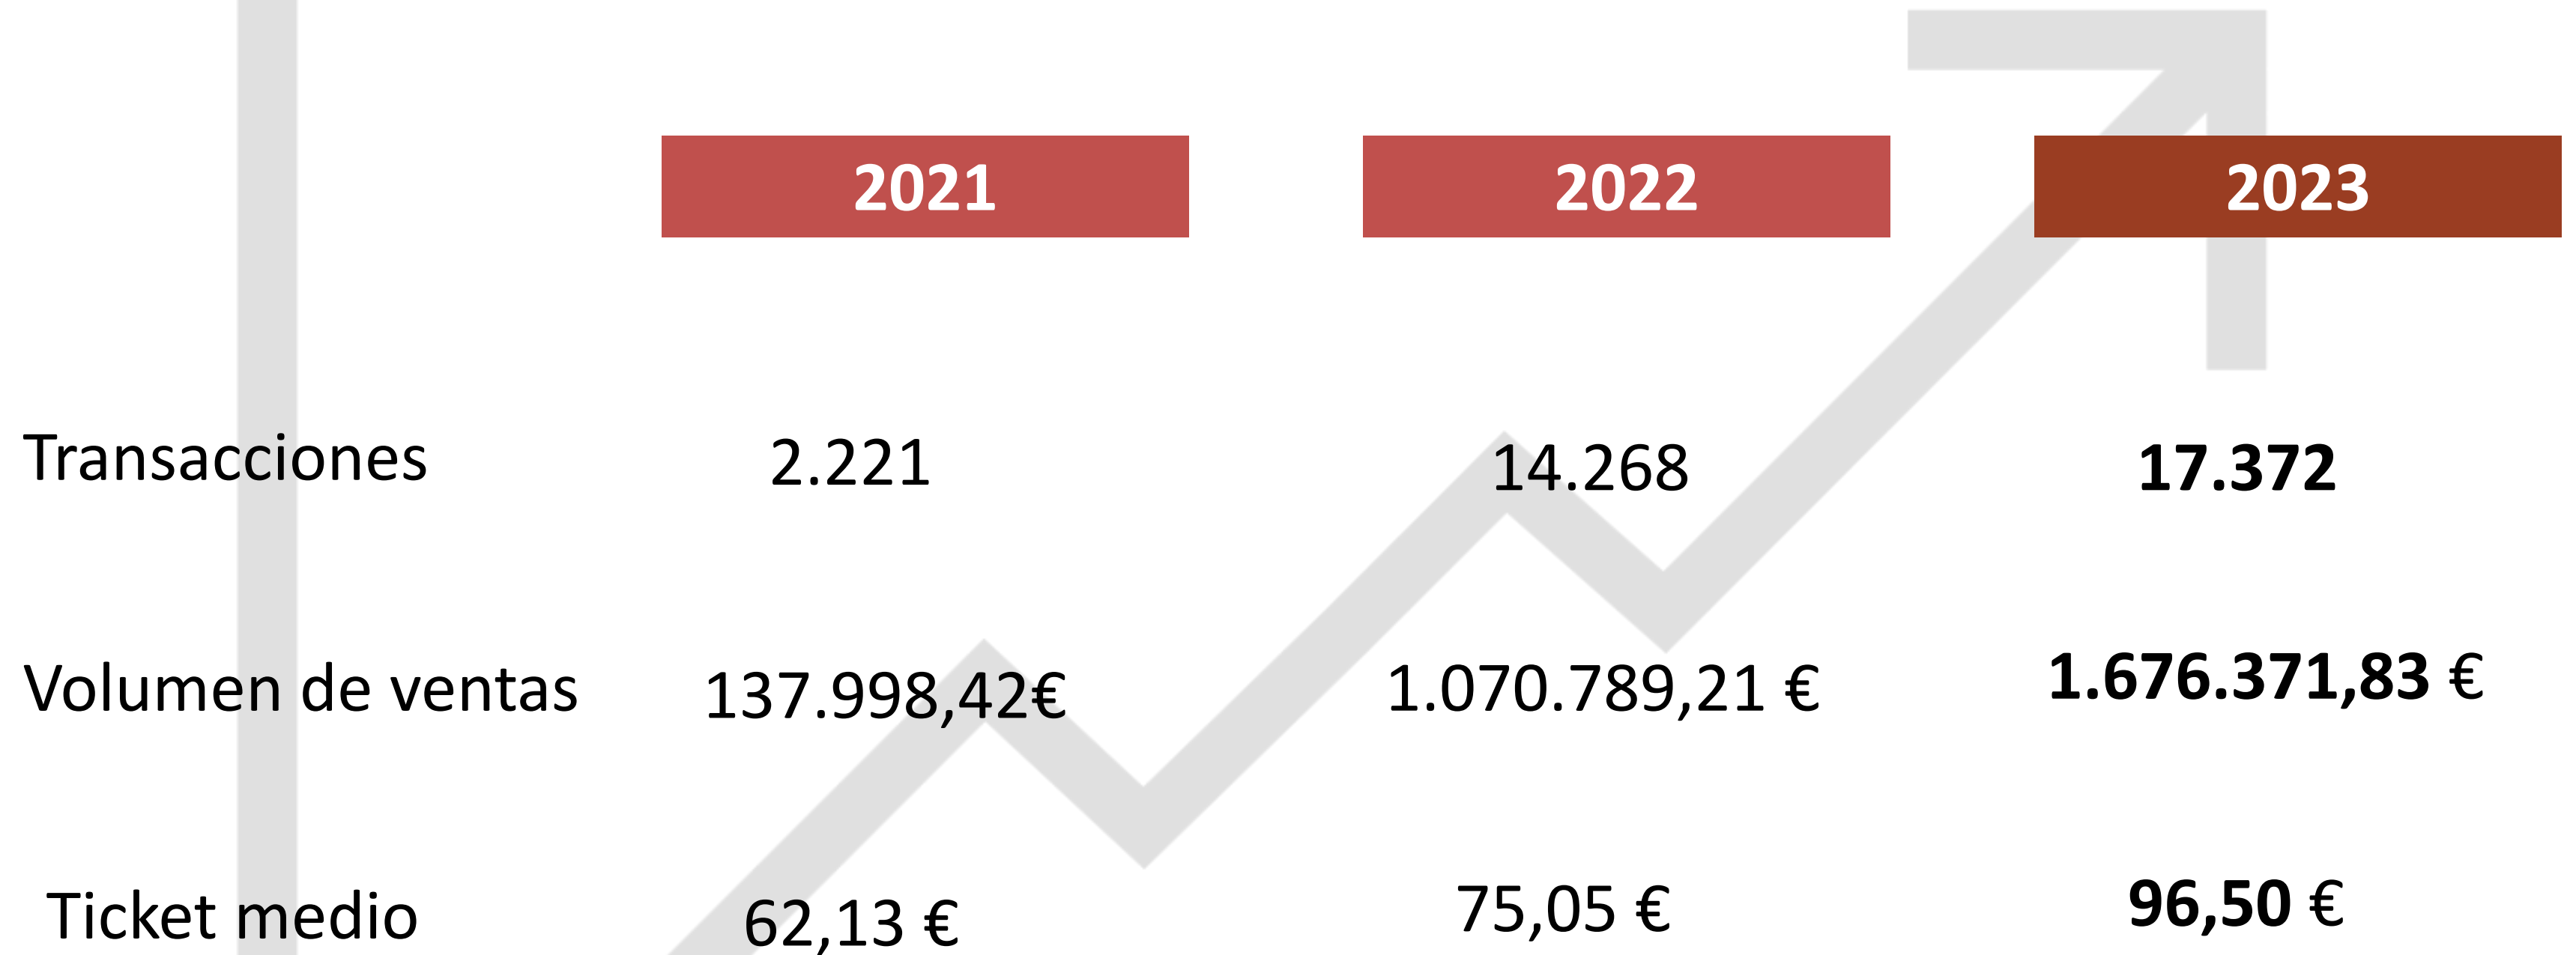 2021 2022 2023
Transacciones 2.221 14.268 17.372
Volumen de ventas 137.998,42€ 1.070.789,21 € 1.676.371,83 €
Ticket medio 62,13 € 75,05 € 96,50 €